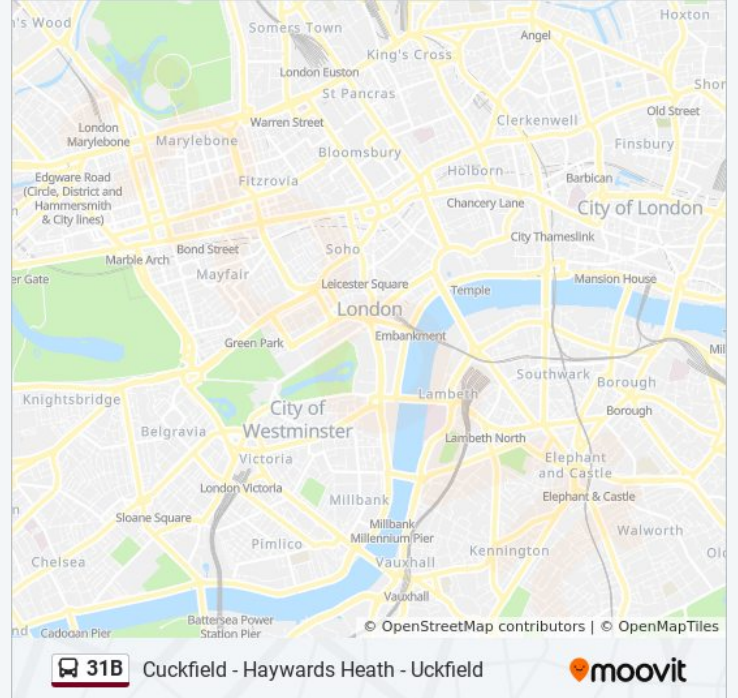 's Wood
Somers Town
Hoxton
Angel
King's Cross
London Euston
St Pancras
Shor
Old Street
London
Marylebone
Marylebone
Warren Street
Clerkenwell
Finsbury
Bloomsbury
Holborn
Barbican
Edgware Road
(Circle, District and
Hammersmith
& City lines)
Fitzrovia
Chancery Lane
City of London
City Thameslink
Bond Street
Soho
Marble Arch
Mayfair
er Gate
Leicester Square
Temple
Mansion House
London
Embankment
Green Park
Mil
Southwark
Borough
Knightsbridge
Lambeth
City of
Westminster
Borough
Belgravia
Lambeth North
Victoria
Elephant
and Castle
London Victoria
Elephant & Castle
Millbank
Sloane Square
Millbank
Millennium Pier
Walworth
Pimlico
Kennington
Olc
Chelsea
Vauxhall
Vauxhall
nd
Cadogan Pier
Battersea Power
Station Pier
© OpenStreetMap contributors | © OpenMapTiles
31B Cuckfield - Haywards Heath - Uckfield
moovit